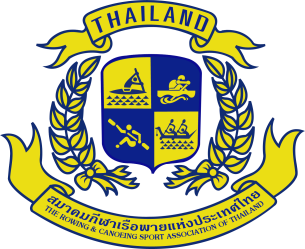 THAILAND
สมาคมกีฬาเรือพายแห่งประเทศไทย
THE ROWING & CANOEING SPORT ASSOCIATION OF THAILAND